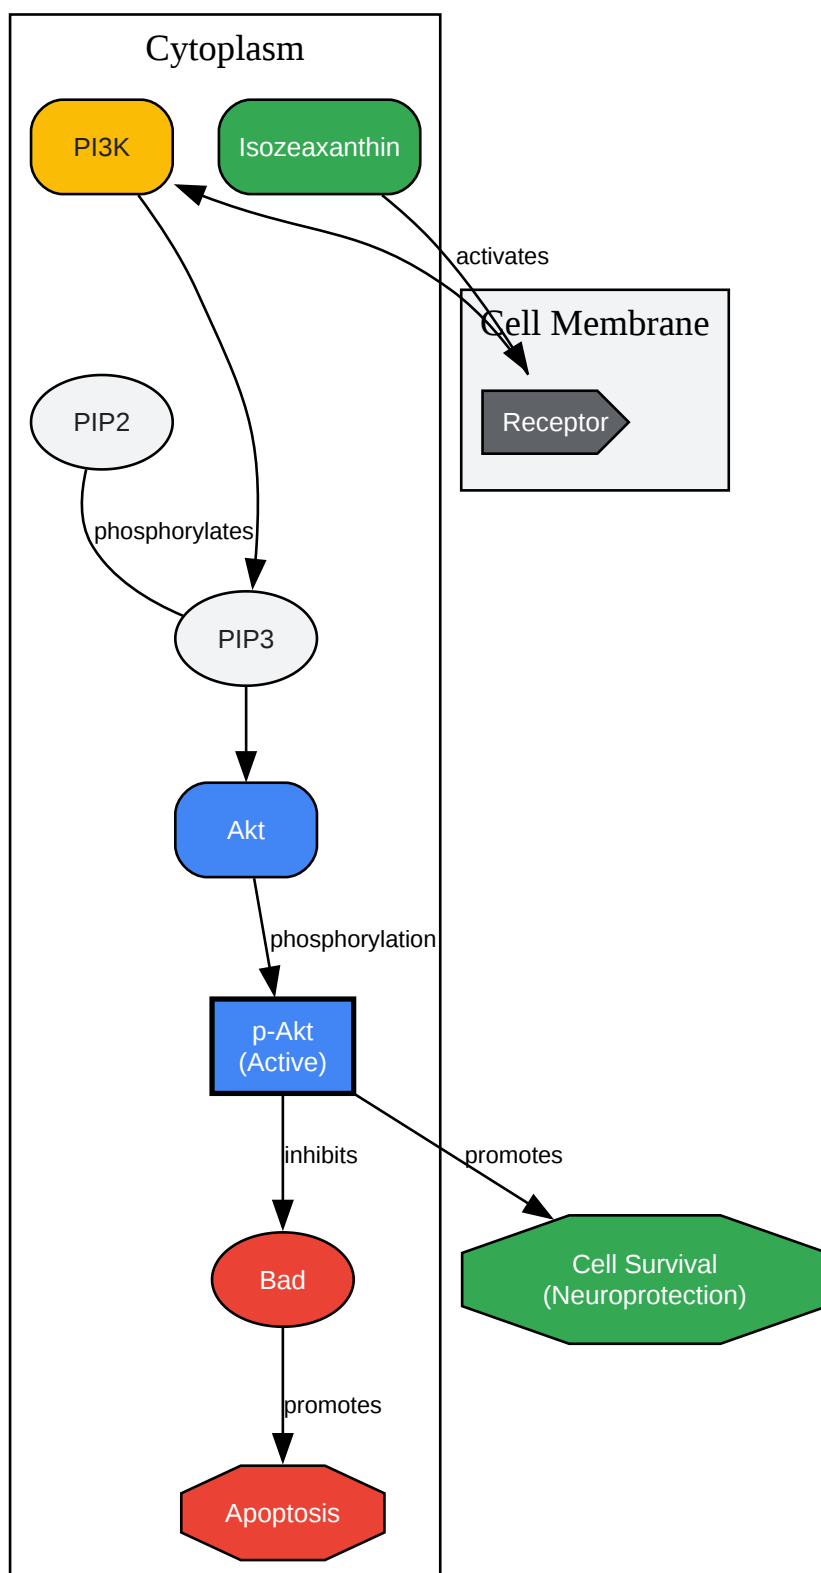 Cytoplasm
PI3K
Isozeaxanthin
activates
Cell Membrane
PIP2
Receptor
phosphorylates
PIP3
Akt
phosphorylation
p-Akt
(Active)
inhibits
promotes
Bad
Cell Survival
(Neuroprotection)
promotes
Apoptosis